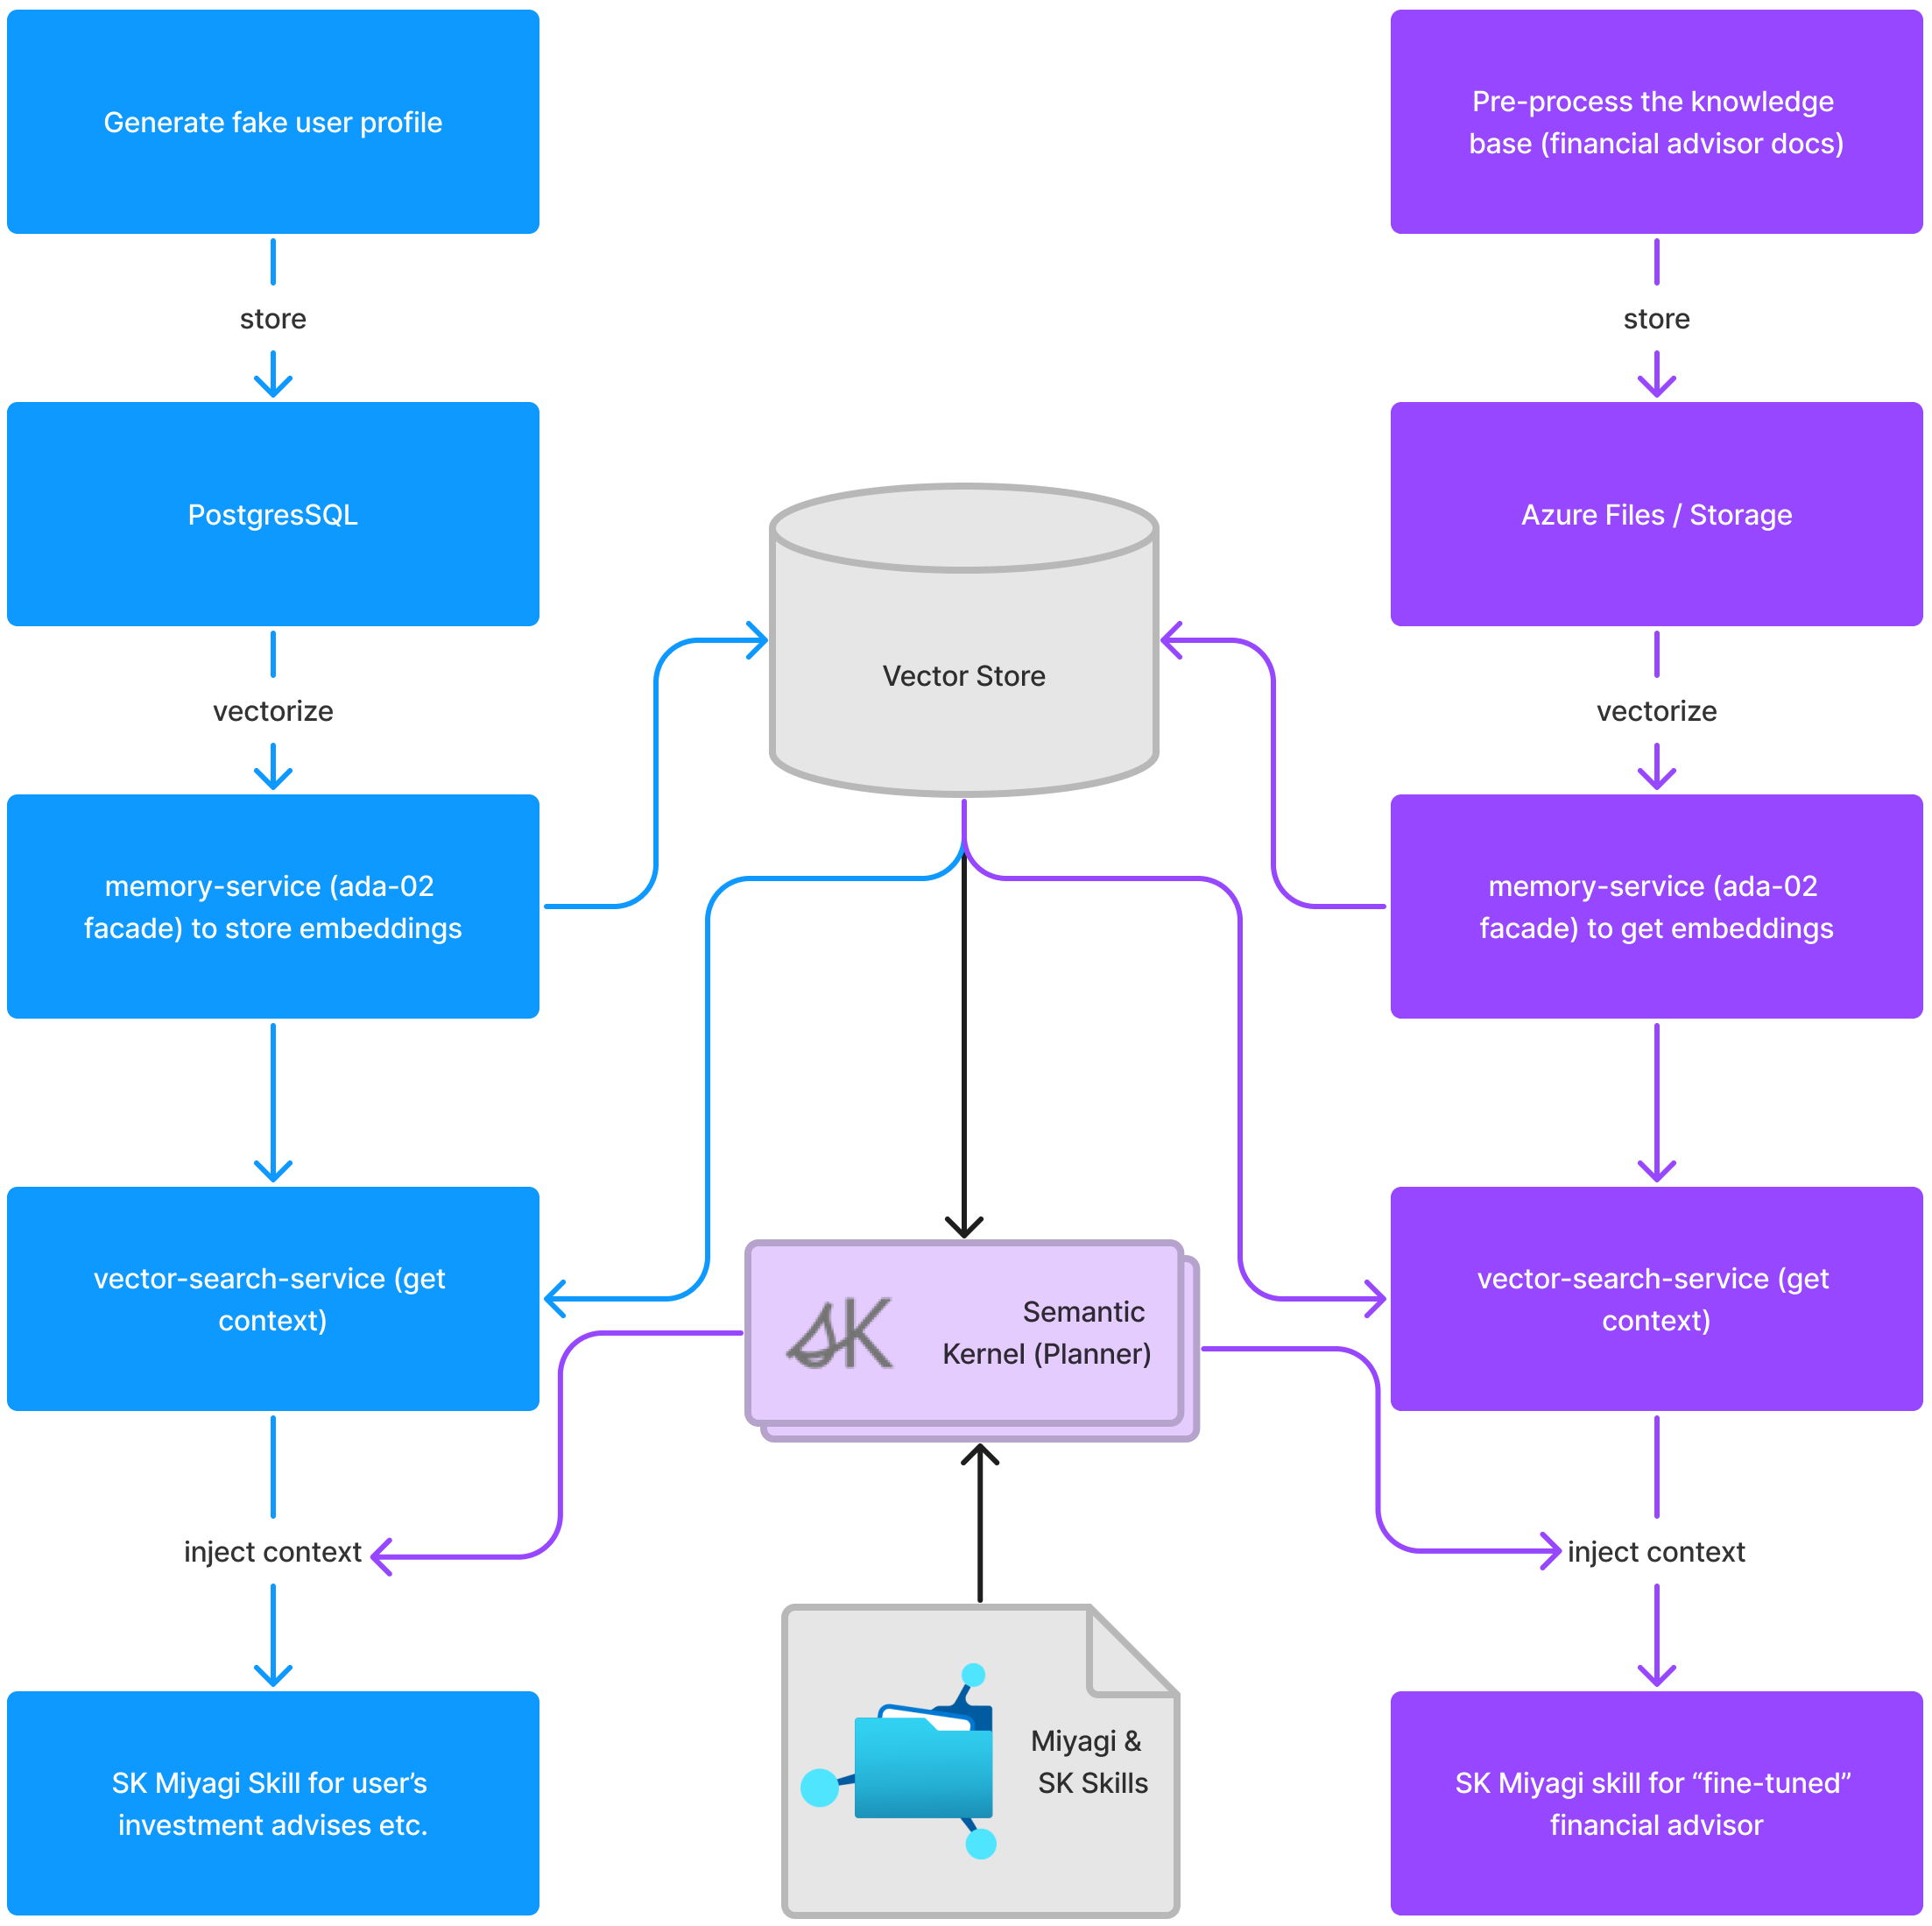 Generate fake user profile
store
PostgresSQL
vectorize
memory-service (ada-02
facade) to store embeddings
vector-search-service (get
context)
inject context
SK Miyagi Skill for user’s
investment advises etc.
Vector Store
SK
Semantic
Kernel (Planner)
Miyagi &
SK Skills
Pre-process the knowledge
base (financial advisor docs)
store
Azure Files / Storage
vectorize
memory-service (ada-02
facade) to get embeddings
vector-search-service (get
context)
inject context
SK Miyagi skill for “fine-tuned”
financial advisor